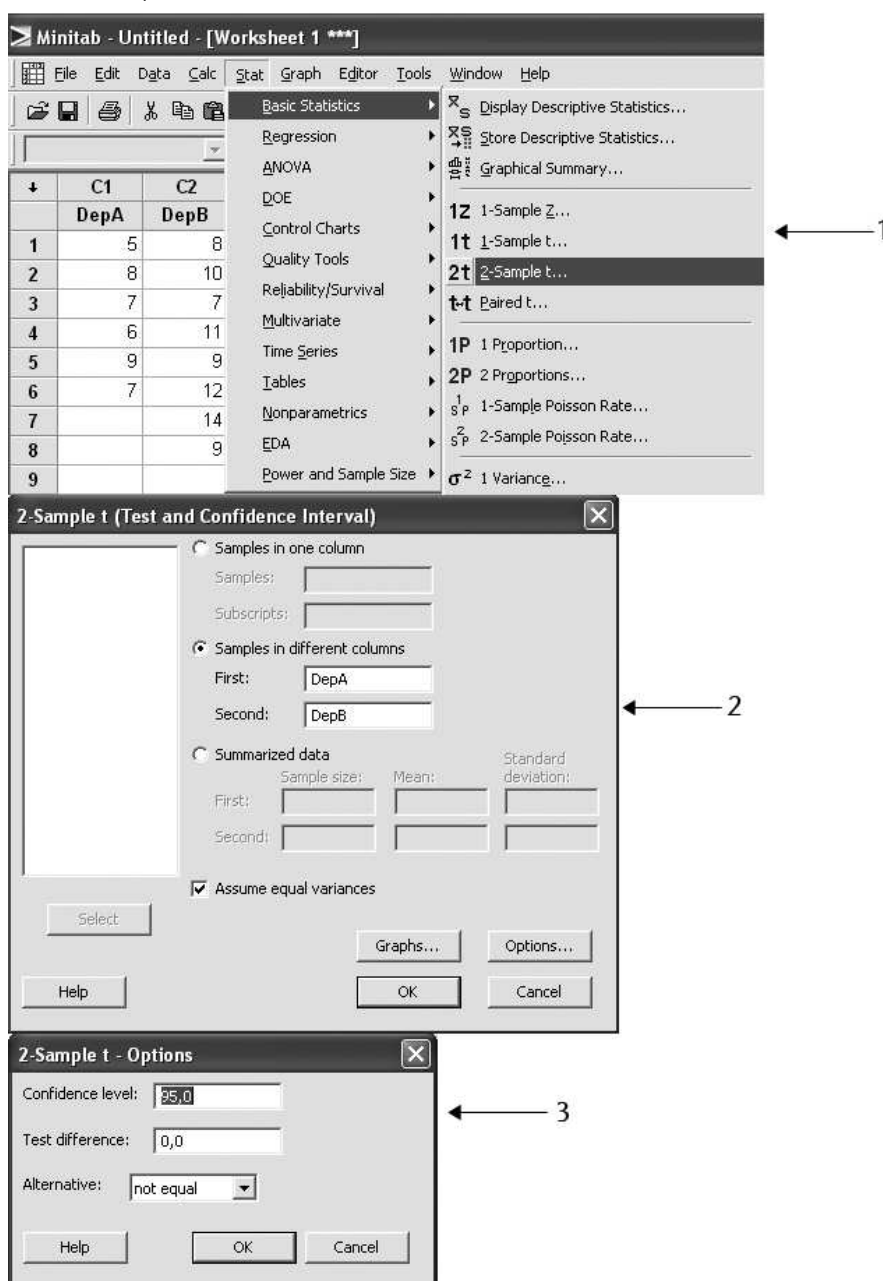 Minitab - Untitled - [Worksheet 1 ***]
File Edit Data Calc Stat Graph Editor Tools Window Help
Basic Statistics
Regression
ANOVA
DOE
Control Charts
Quality Tools
Reliability/Survival
Multivariate
Time Series
Tables
Nonparametrics
EDA
Power and Sample Size
Display Descriptive Statistics...
Store Descriptive Statistics...
Graphical Summary...
1Z 1-Sample Z...
1t 1-Sample t...
2t 2-Sample t...
t-t Paired t...
1P 1 Proportion...
2P 2 Proportions...
1 S P 1-Sample Poisson Rate...
2 S P 2-Sample Poisson Rate...
σ² 1 Variance...
1
C1 C2
DepA DepB
1 5 8
2 8 10
3 7 7
4 6 11
5 9 9
6 7 12
7 14
8 9
9
2-Sample t (Test and Confidence Interval)
Samples in one column
Samples:
Subscripts:
Samples in different columns
First: DepA
Second: DepB
2
Summarized data
Sample size: Mean: Standard deviation:
First:
Second:
Assume equal variances
Select
Graphs... Options...
Help OK Cancel
2-Sample t - Options
Confidence level: 95,0
3
Test difference: 0,0
Alternative: not equal
Help OK Cancel